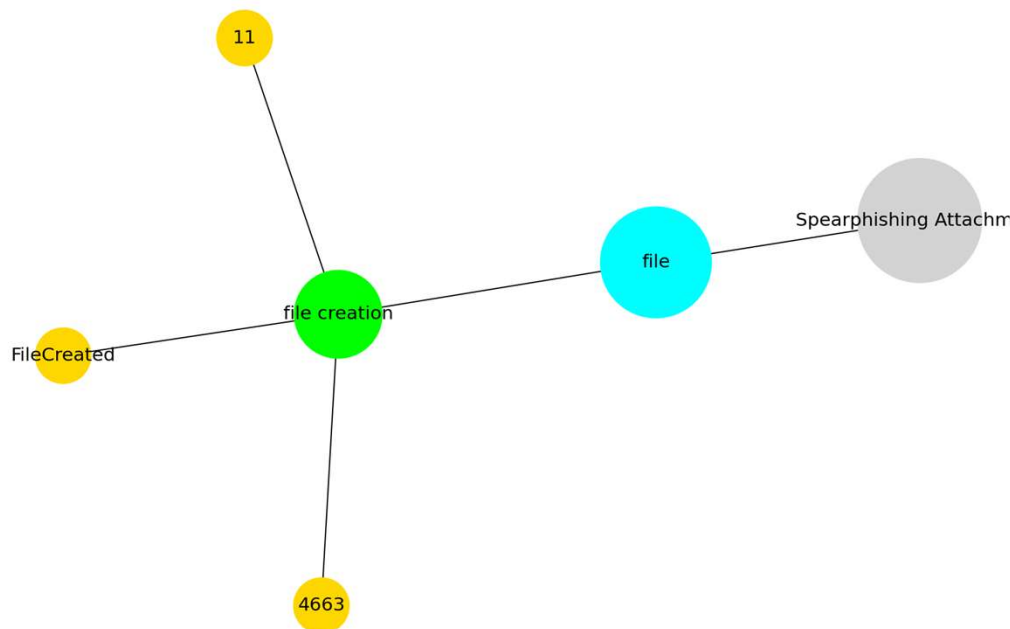 11
Spearphishing Attachm
file
file creation
FileCreated
4663